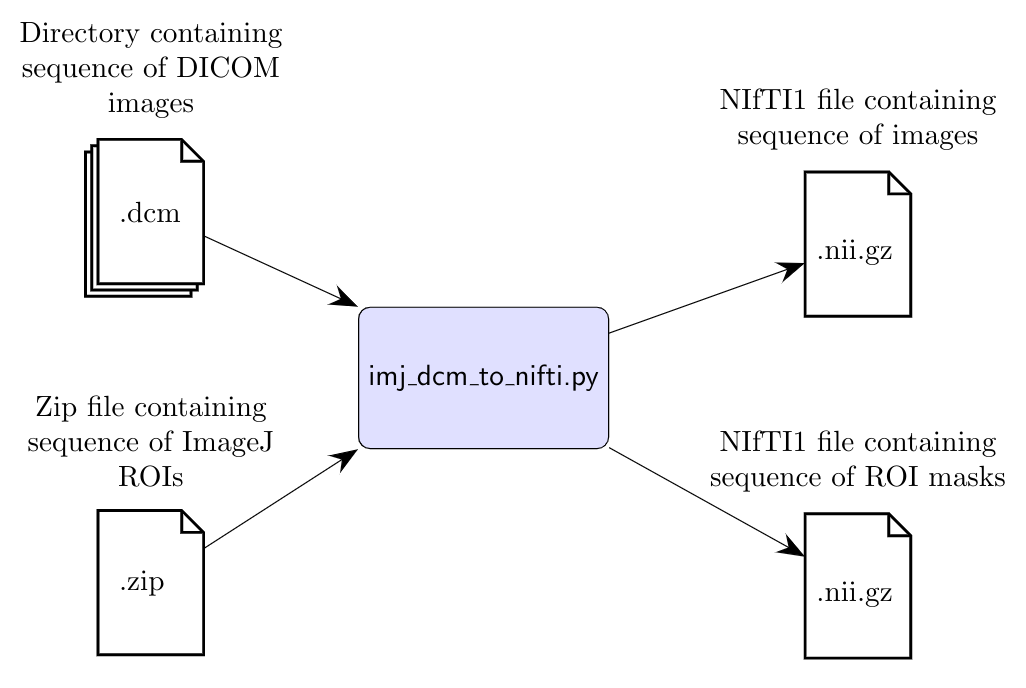 Directory containing
sequence of DICOM
images
.dcm
Zip file containing
sequence of ImageJ
ROIs
.zip
imj_dcm_to_nifti.py
NIfTI1 file containing
sequence of images
.nii.gz
NIfTI1 file containing
sequence of ROI masks
.nii.gz